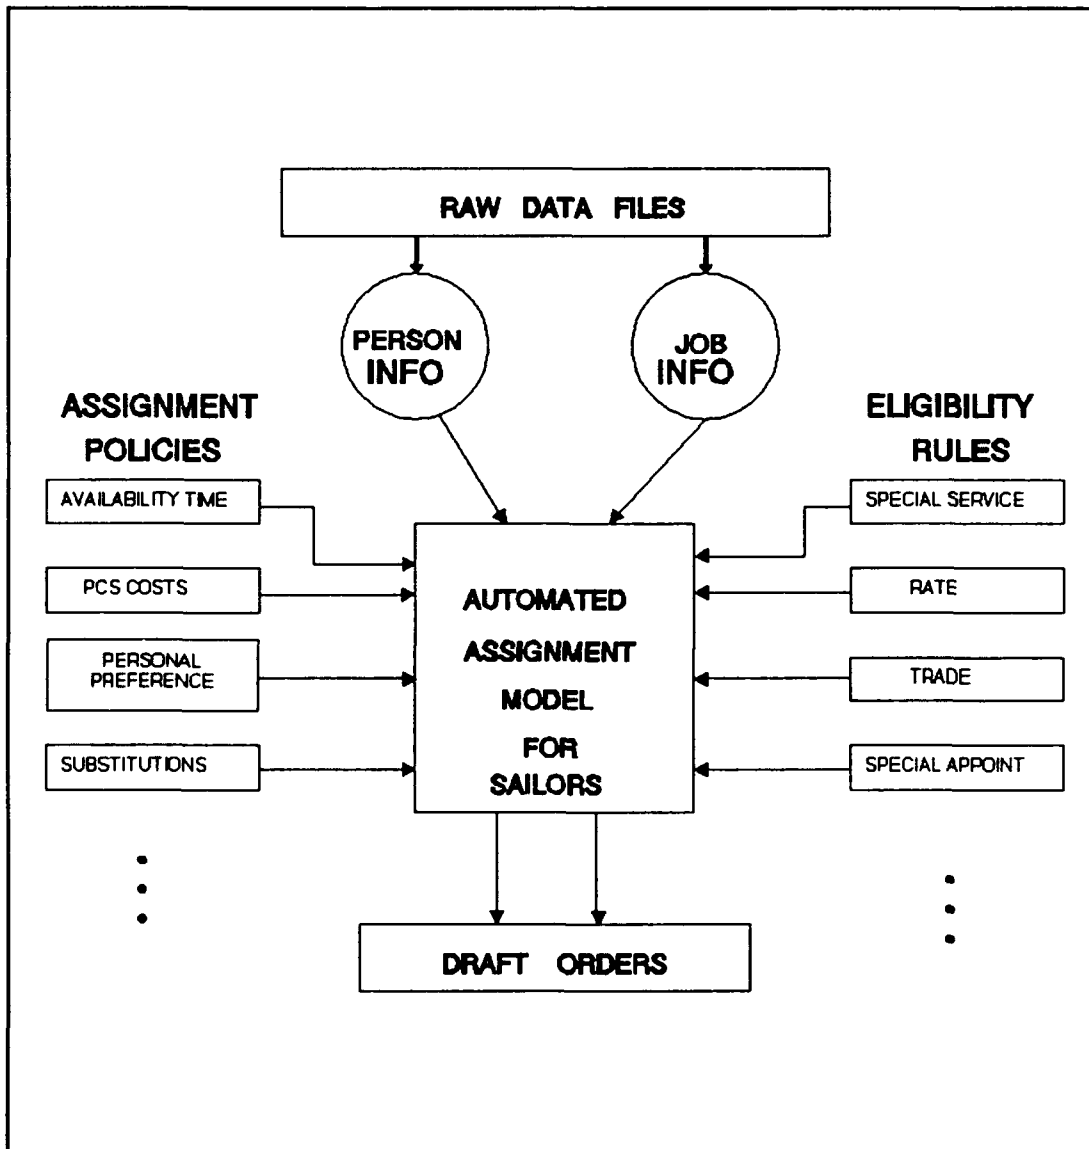 RAW DATA FILES
PERSON
INFO
JOB
INFO
ASSIGNMENT
POLICIES
AVAILABILITY TIME
PCS COSTS
PERSONAL
PREFERENCE
SUBSTITUTIONS
ELIGIBILITY
RULES
SPECIAL SERVICE
RATE
TRADE
SPECIAL APPOINT
AUTOMATED
ASSIGNMENT
MODEL
FOR
SAILORS
DRAFT ORDERS